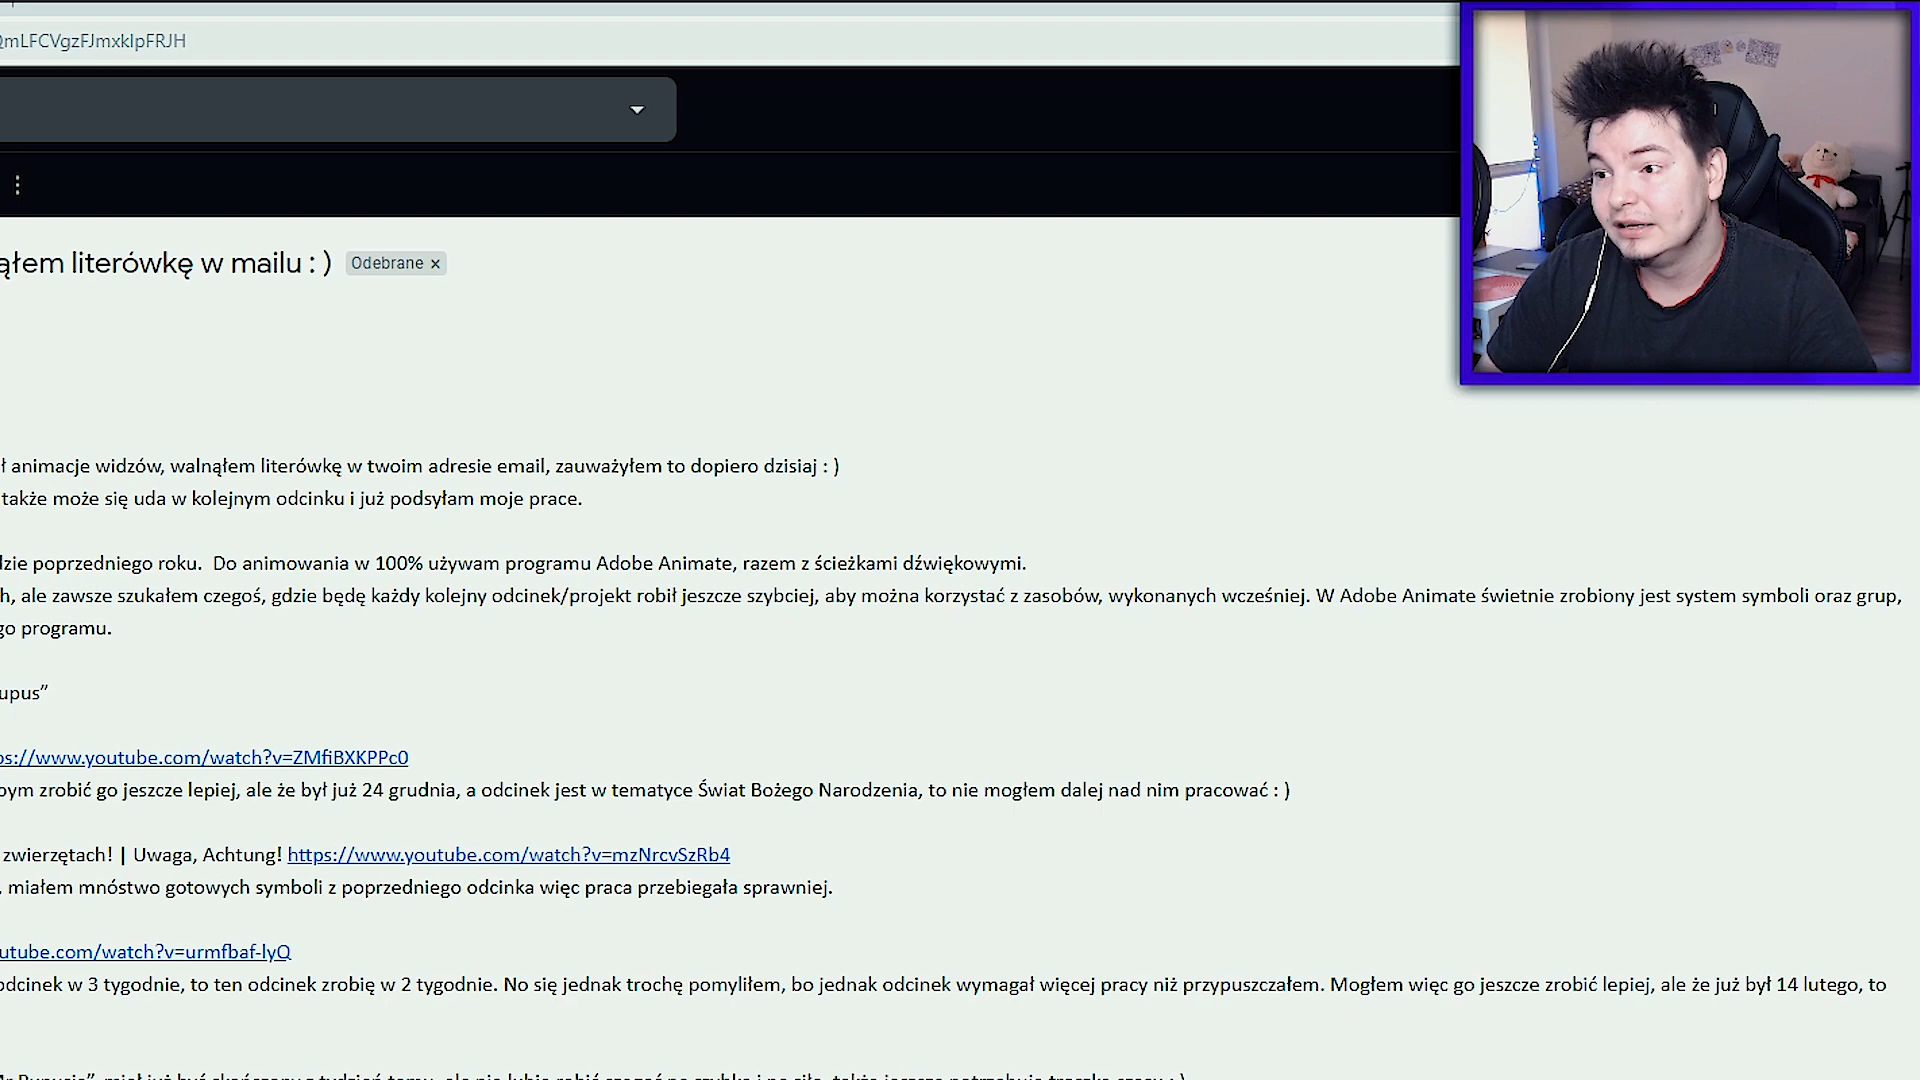 QmLFCVgzFJmxklpFRJH
ąłem literówkę w mailu : )
Odebrane ×
ł animacje widzów, walnąłem literówkę w twoim adresie email, zauważyłem to dopiero dzisiaj : )
także może się uda w kolejnym odcinku i już podsyłam moje prace.
dzie poprzedniego roku. Do animowania w 100% używam programu Adobe Animate, razem z ścieżkami dźwiękowymi.
h, ale zawsze szukałem czegoś, gdzie będę każdy kolejny odcinek/projekt robił jeszcze szybciej, aby można korzystać z zasobów, wykonanych wcześniej. W Adobe Animate świetnie zrobiony jest system symboli oraz grup,
go programu.
upus”
ps://www.youtube.com/watch?v=ZMfiBXKPPc0
bym zrobić go jeszcze lepiej, ale że był już 24 grudnia, a odcinek jest w tematyce Świat Bożego Narodzenia, to nie mogłem dalej nad nim pracować : )
zwierzętach! | Uwaga, Achtung! https://www.youtube.com/watch?v=mzNrcvSzRb4
, miałem mnóstwo gotowych symboli z poprzedniego odcinka więc praca przebiegała sprawniej.
utube.com/watch?v=urmfbaf-lyQ
odcinek w 3 tygodnie, to ten odcinek zrobię w 2 tygodnie. No się jednak trochę pomyliłem, bo jednak odcinek wymagał więcej pracy niż przypuszczałem. Mogłem więc go jeszcze zrobić lepiej, ale że już był 14 lutego, to